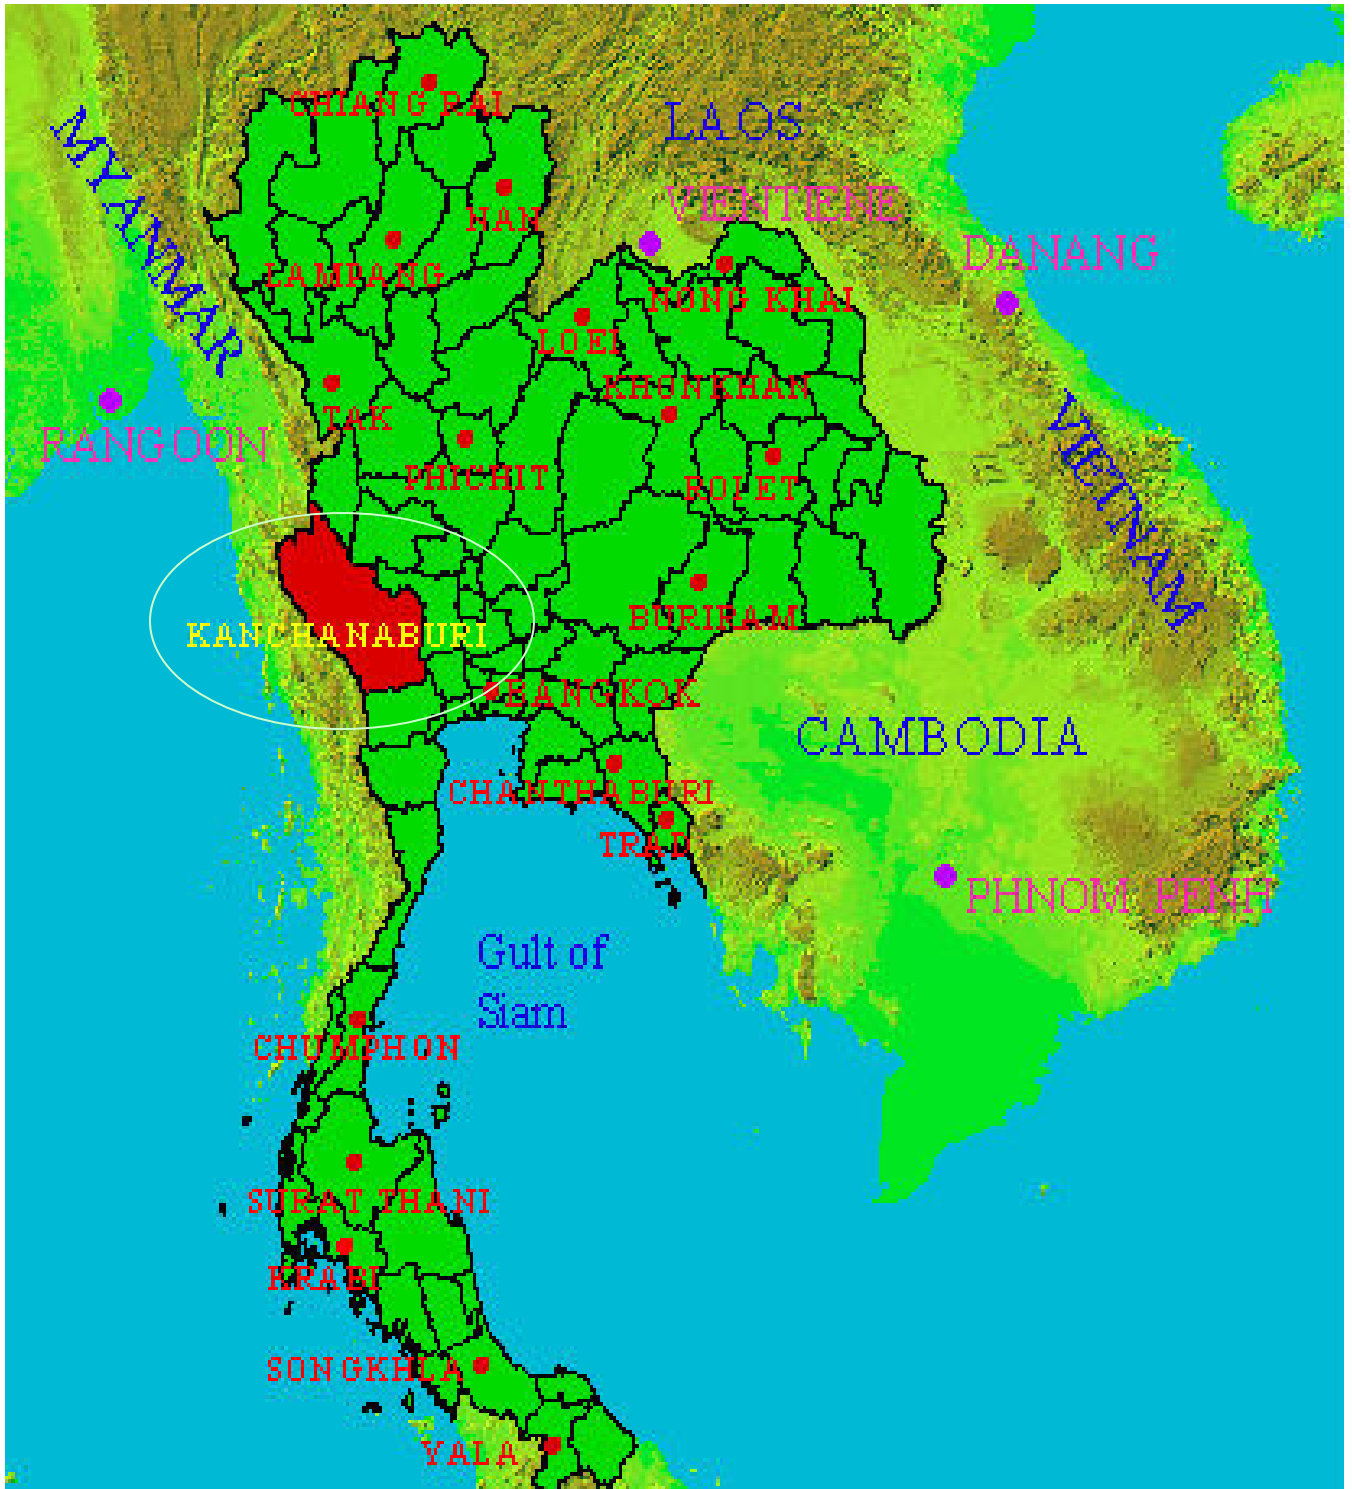 CHIANG RAI
LAOS
MYANMAR
VIENTIENE
NAN
DANANG
LAMPANG
NONG KHAI
LOEI
KHON KHAN
TAK
VIETNAM
RANGOON
PHICHIT
ROI ET
BURIRAM
KANCHANABURI
BANGKOK
CAMBODIA
CHANTHABURI
TRAD
PHNOM PENH
Gulf of
Siam
CHUMPHON
SURAT THANI
KRABI
SONGKHLA
YALA